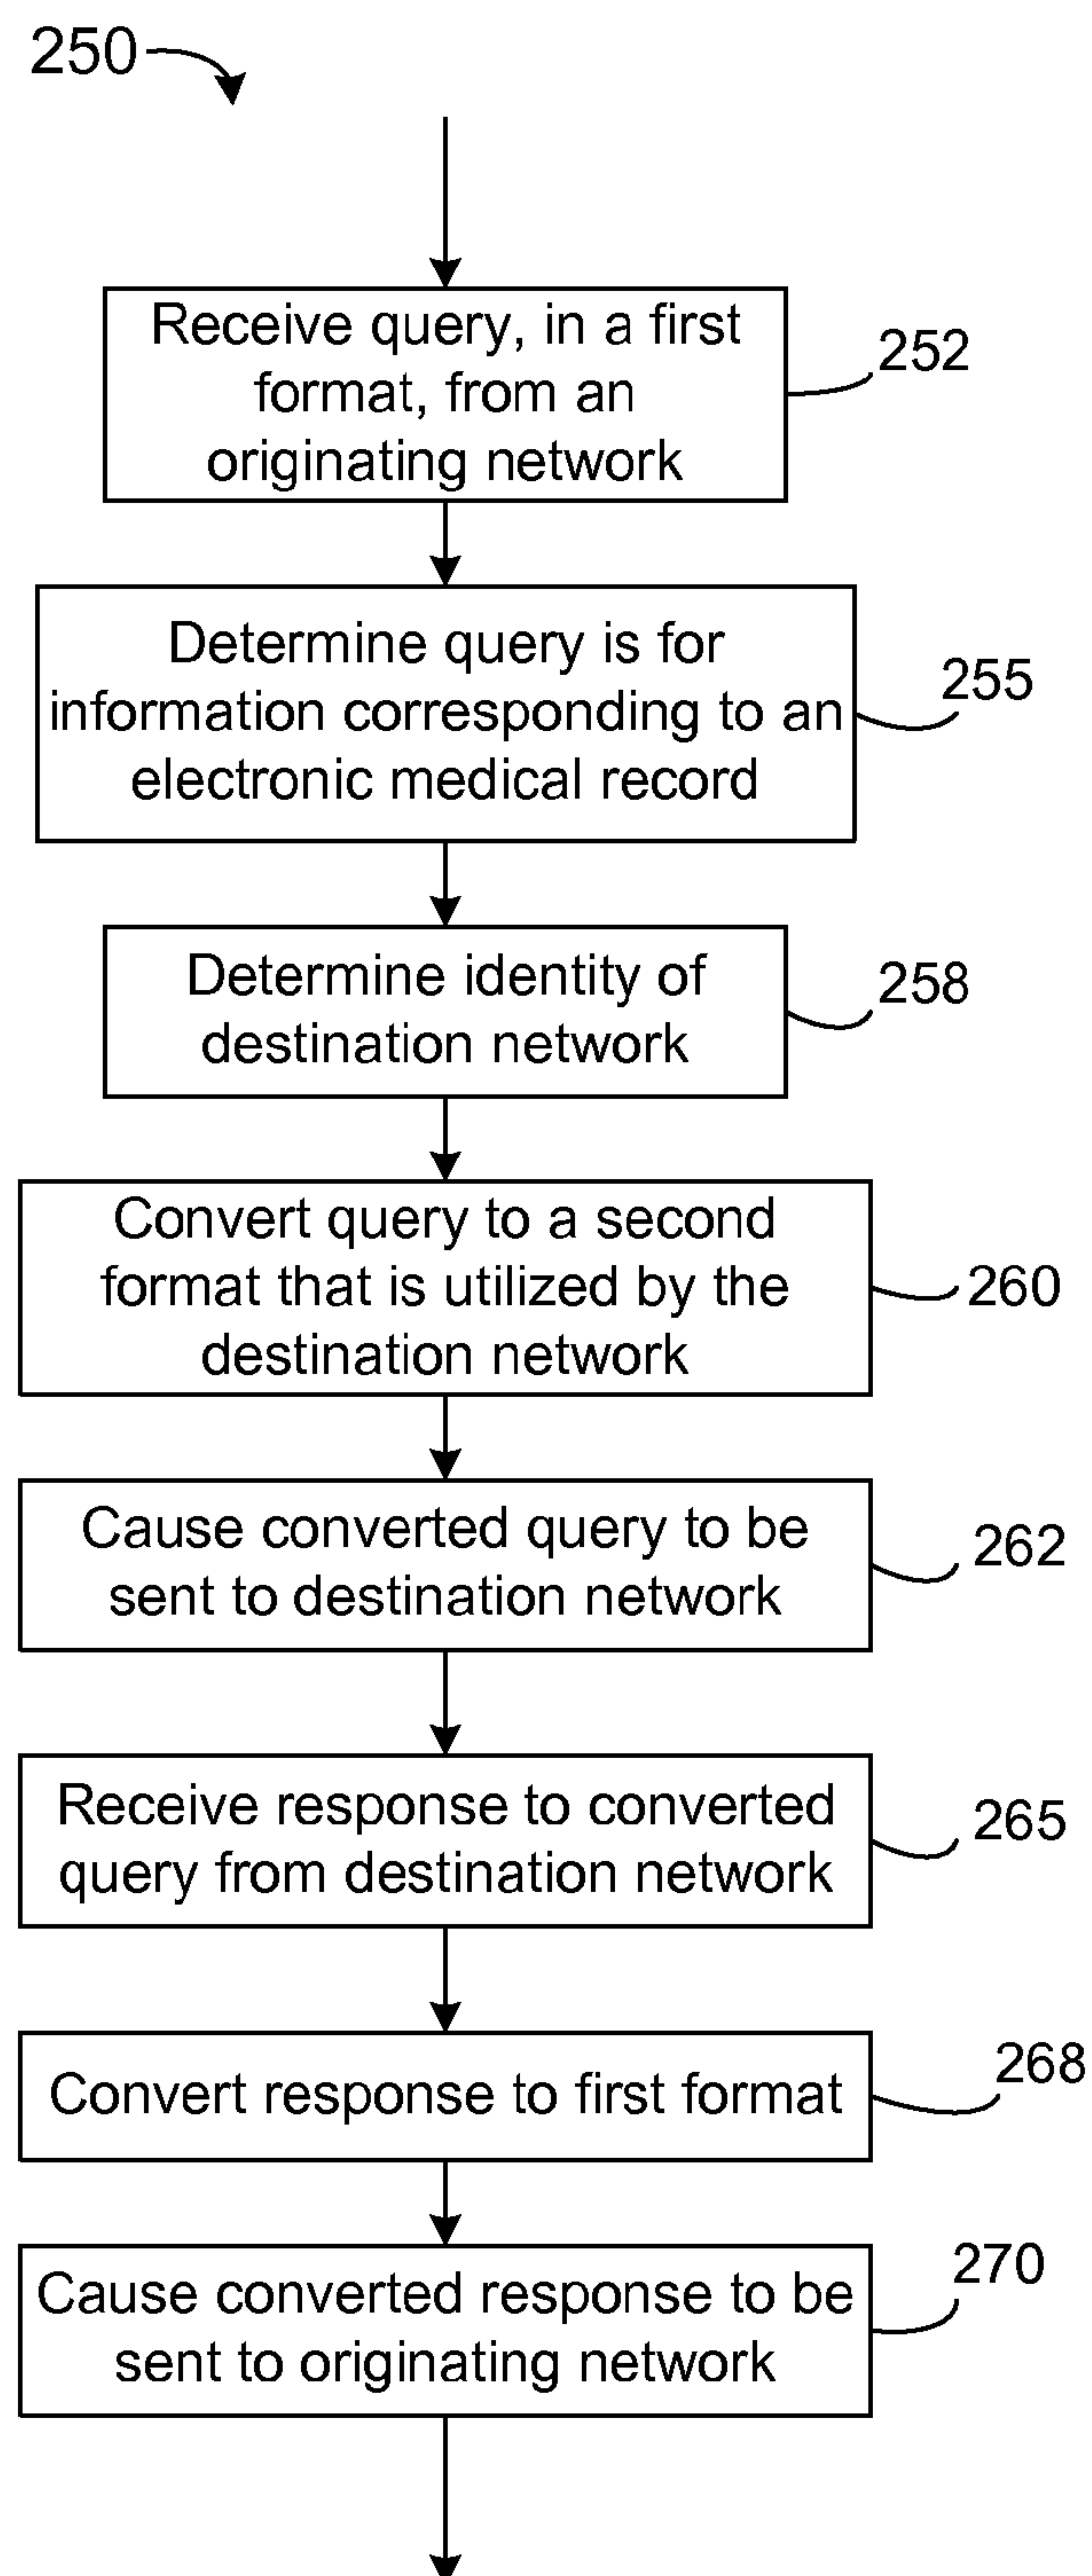 250
Receive query, in a first
format, from an
originating network
252
Determine query is for
information corresponding to an
electronic medical record
255
Determine identity of
destination network
258
Convert query to a second
format that is utilized by the
destination network
260
Cause converted query to be
sent to destination network
262
Receive response to converted
query from destination network
265
Convert response to first format
268
Cause converted response to be
sent to originating network
270